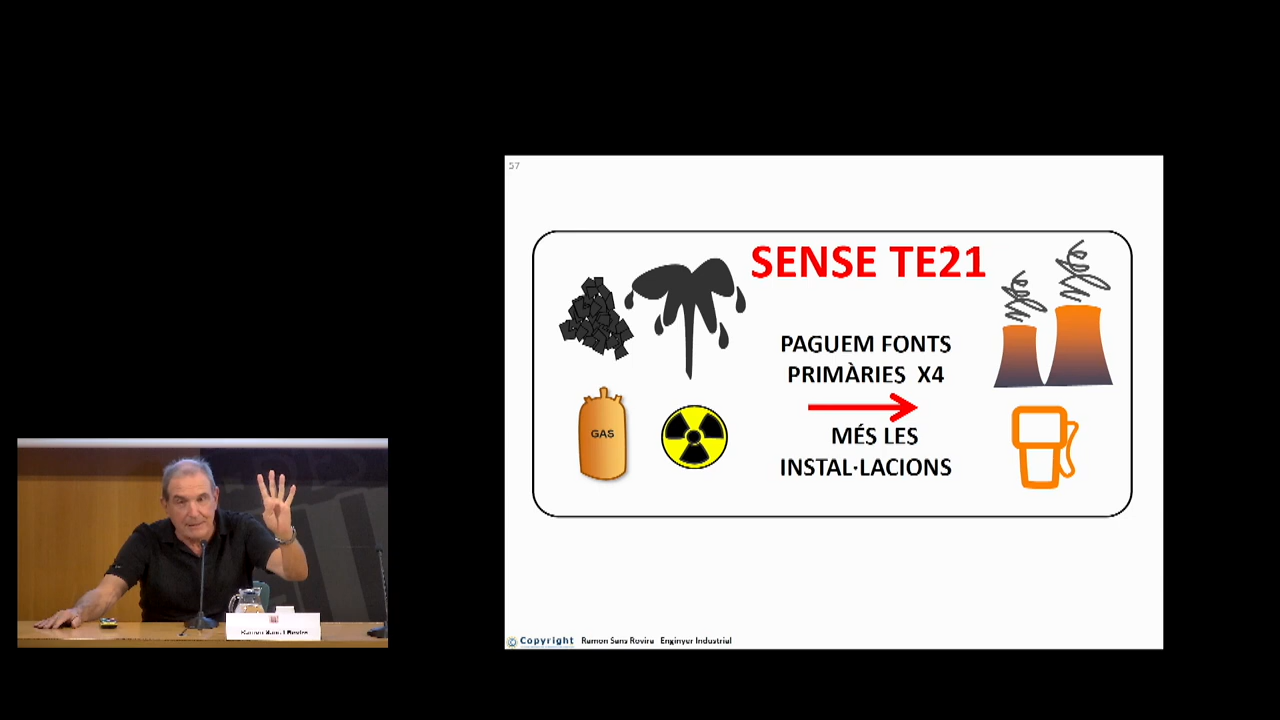 57
SENSE TE21
PAGUEM FONTS
PRIMÀRIES X4
MÉS LES
INSTAL·LACIONS
GAS
© Copyright Ramon Sans Rovira Enginyer Industrial